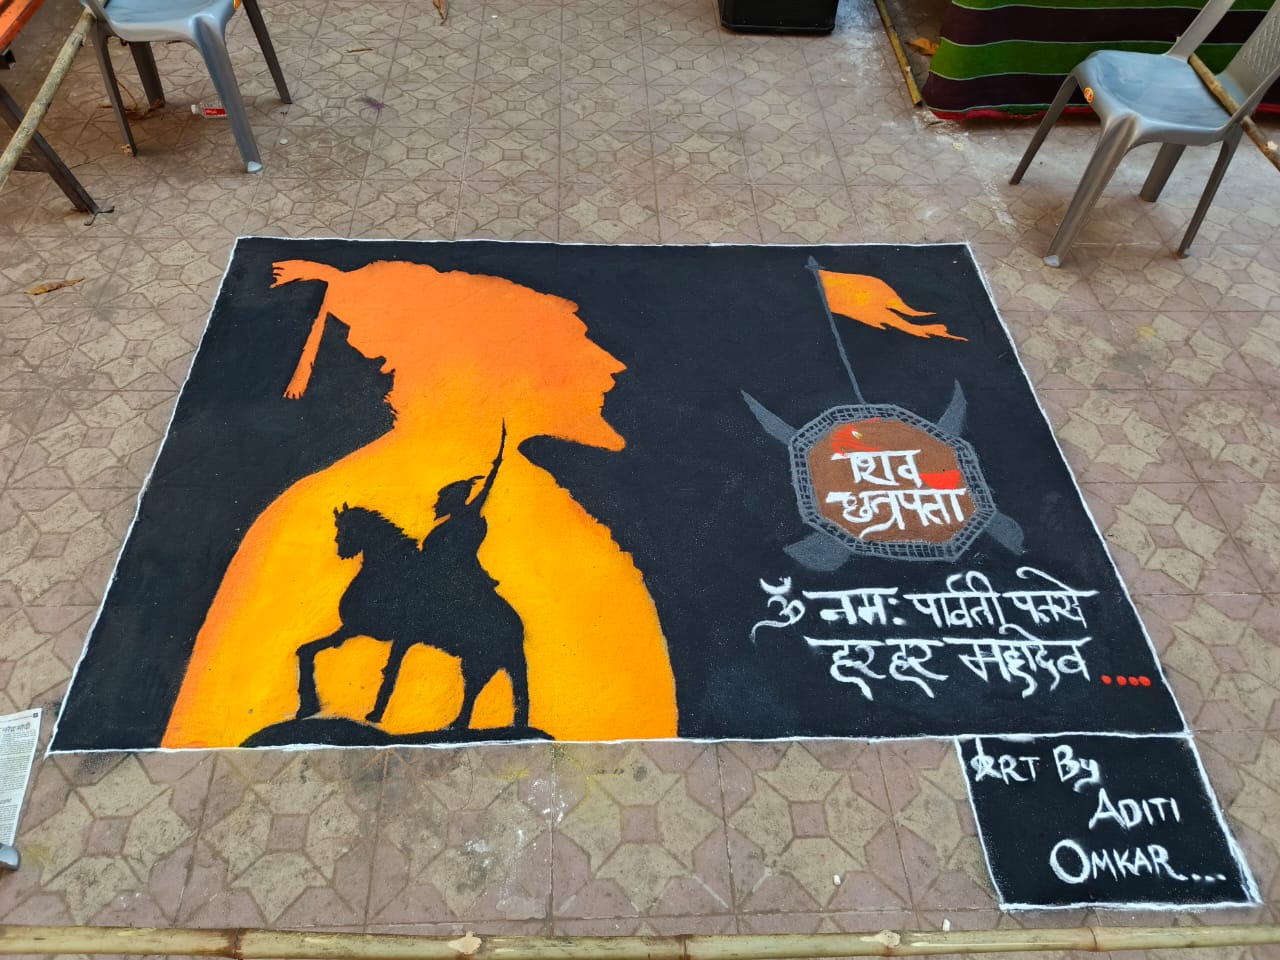 शिव
छत्रपती
ॐ नमः पार्वती पतये
हर हर महादेव ....
ART By
ADITI
OMKAR...